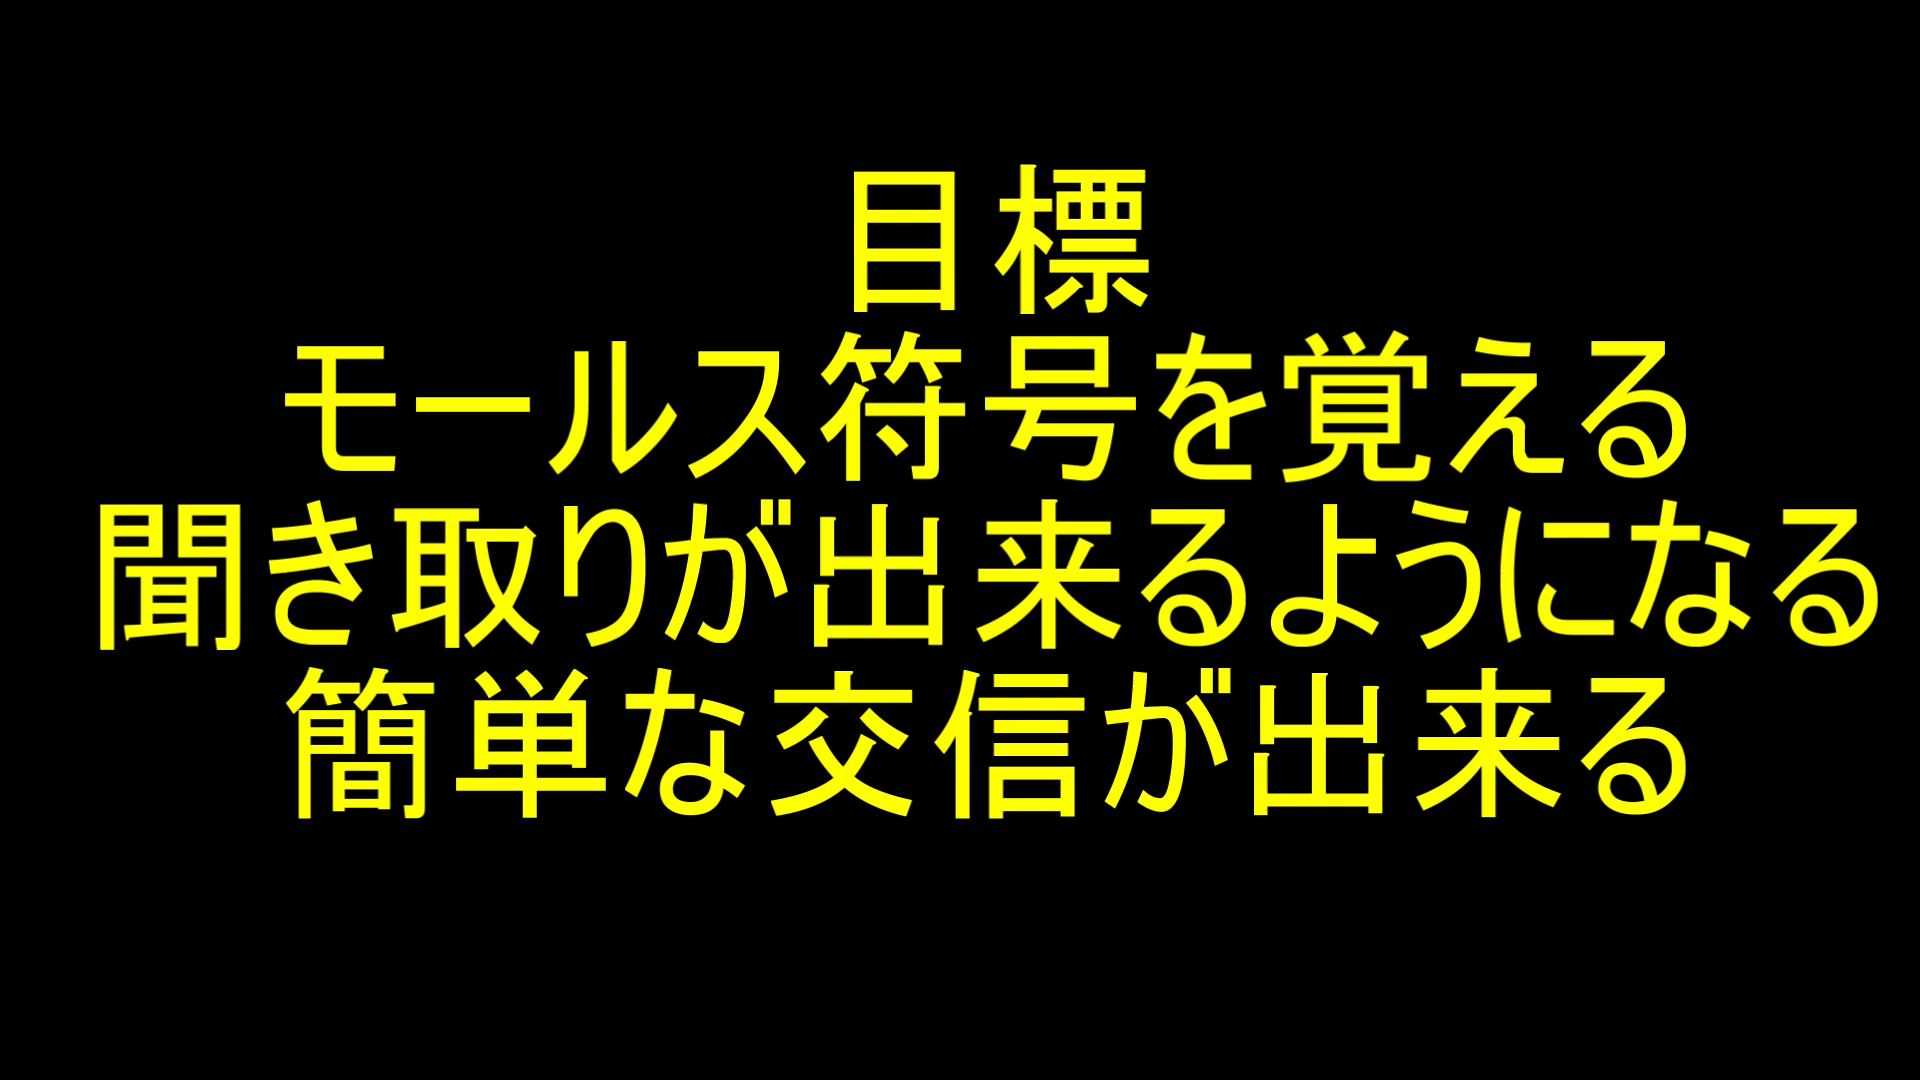 目標
モールス符号を覚える
聞き取りが出来るようになる
簡単な交信が出来る